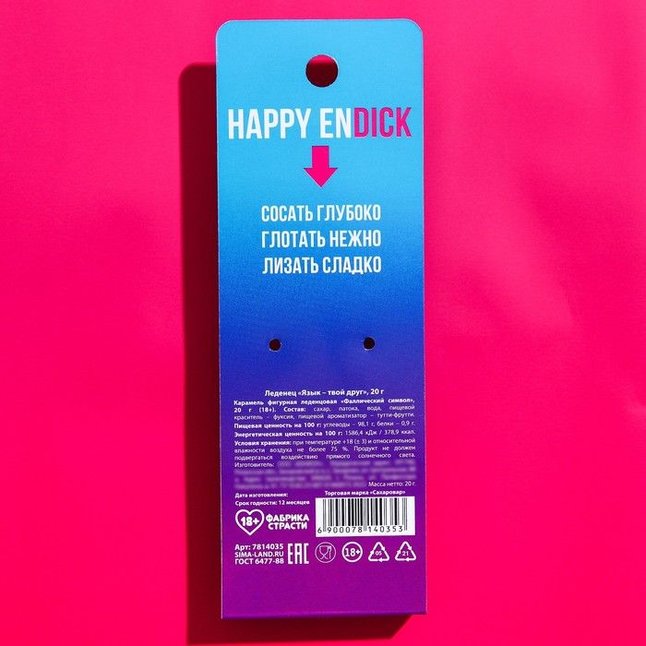 HAPPY ENDICK
СОСАТЬ ГЛУБОКО
ГЛОТАТЬ НЕЖНО
ЛИЗАТЬ СЛАДКО
Леденец «Язык – твой друг», 20 г
Карамель фигурная леденцовая «Фаллический символ»,
20 г (18+). Состав: сахар, патока, вода, пищевой
краситель – фуксия, пищевой ароматизатор – тутти-фрутти.
Пищевая ценность на 100 г: углеводы – 98,1 г, белки – 0,9 г.
Энергетическая ценность на 100 г: 1586,4 кДж / 378,9 ккал.
Условия хранения: при температуре +18 (± 3) и относительной
влажности воздуха не более 75 %. Продукт не должен
подвергаться воздействию прямого солнечного света.
Изготовитель:
Масса нетто: 20 г.
Дата изготовления:
Срок годности: 12 месяцев
Торговая марка «Сахаровар»
18+ ФАБРИКА
СТРАСТИ
6 900078 140353
Арт: 7814035
SIMA-LAND.RU
ГОСТ 6477-88
EAC
18+
05
21